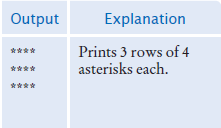 Output Explanation
**** Prints 3 rows of 4
**** asterisks each.
****